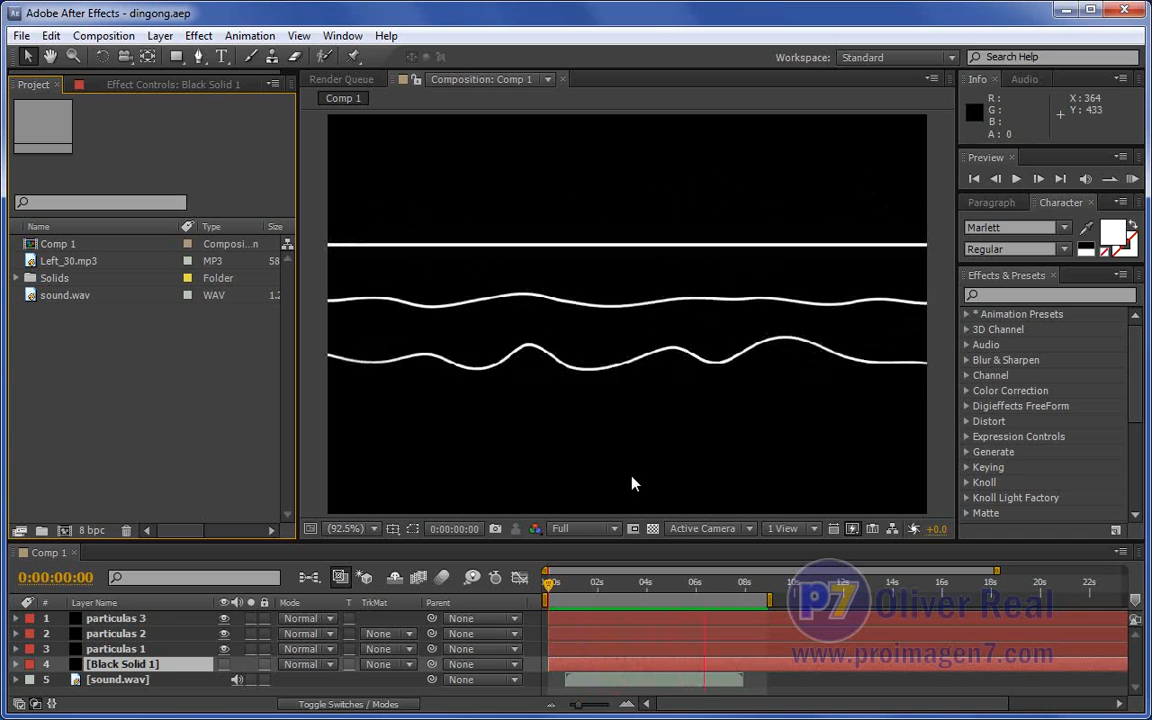 Adobe After Effects - dingong.aep
File Edit Composition Layer Effect Animation View Window Help
Workspace: Standard Search Help
Project Effect Controls: Black Solid 1 Render Queue Composition: Comp 1 Info Audio
Comp 1
R: X: 364
G: Y: 433
B:
A: 0
Preview
Paragraph Character
Marlett
Regular
Name Type Size
Comp 1 Composi...n
Left_30.mp3 MP3 58
Solids Folder
sound.wav WAV 1.2
Effects & Presets
* Animation Presets
3D Channel
Audio
Blur & Sharpen
Channel
Color Correction
Digieffects FreeForm
Distort
Expression Controls
Generate
Keying
Knoll
Knoll Light Factory
Matte
8 bpc (92.5%) 0:00:00:00 Full Active Camera 1 View +0.0
Comp 1
0:00:00:00 00s 02s 04s 06s 08s 10s 12s 14s 16s 18s 20s 22s
# Layer Name Mode T TrkMat Parent
1 particulas 3 Normal None
2 particulas 2 Normal None None
3 particulas 1 Normal None None
4 [Black Solid 1] Normal None None
5 [sound.wav] None
Toggle Switches / Modes
p7 Oliver Real
www.proimagen7.com